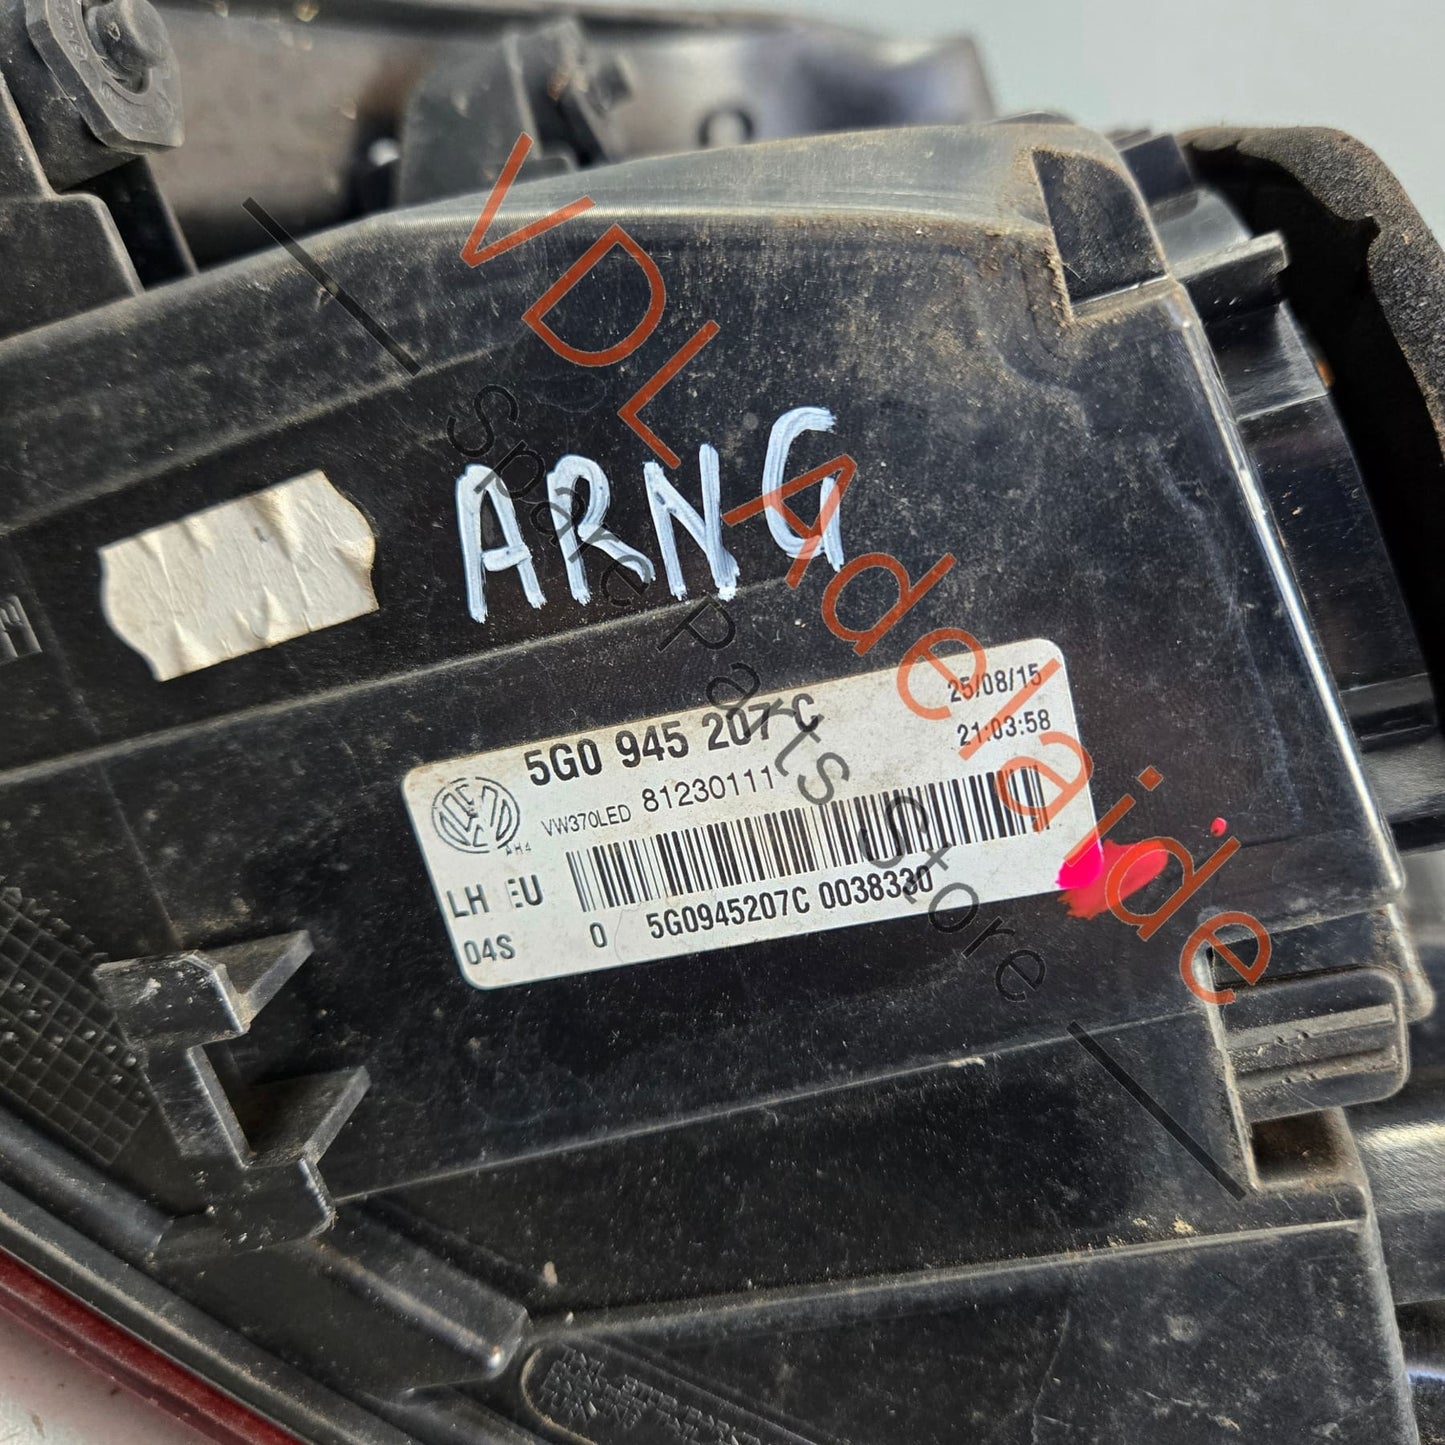 VDL Adelaide
Spare Parts Store
ARNG
5G0 945 207 C
25/08/15
21:03:58
VW370LED 81230111
AH4
LH EU
04S
0 5G0945207C 0038330